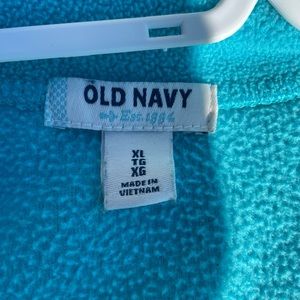 OLD NAVY
Est. 1994
XL
TG
XG
MADE IN
VIETNAM